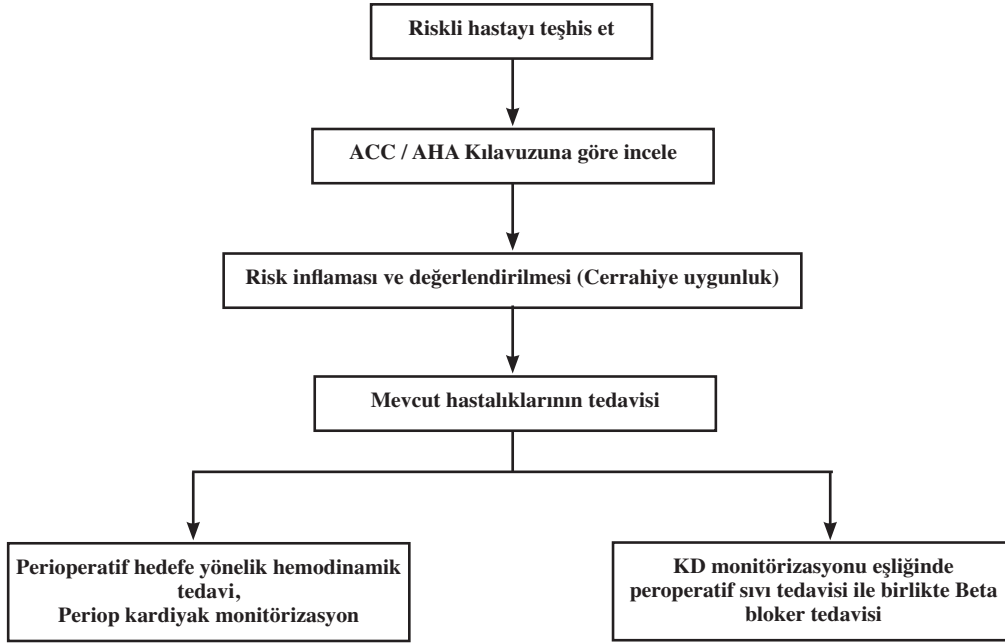 Riskli hastayı teşhis et
ACC / AHA Kılavuzuna göre incele
Risk inflaması ve değerlendirilmesi (Cerrahiye uygunluk)
Mevcut hastalıklarının tedavisi
Perioperatif hedefe yönelik hemodinamik
tedavi,
Periop kardiyak monitörizasyon
KD monitörizasyonu eşliğinde
peroperatif sıvı tedavisi ile birlikte Beta
bloker tedavisi